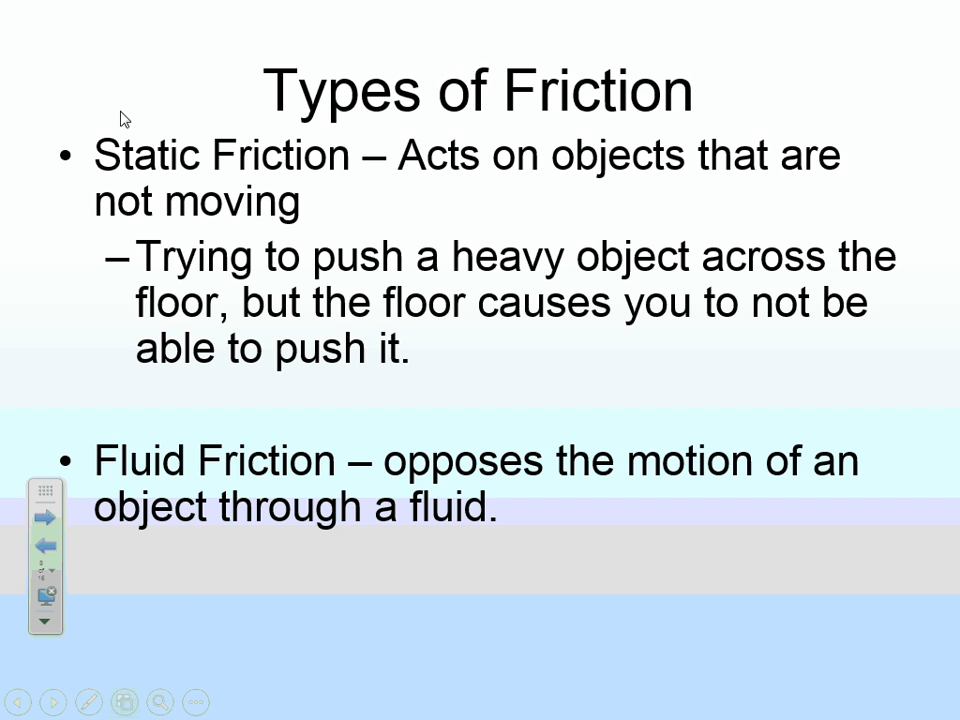 Types of Friction
• Static Friction – Acts on objects that are
not moving
– Trying to push a heavy object across the
floor, but the floor causes you to not be
able to push it.
• Fluid Friction – opposes the motion of an
object through a fluid.